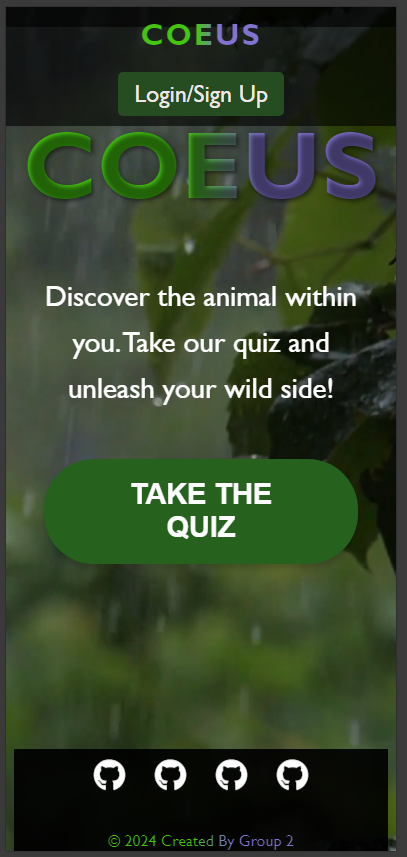 COEUS
Login/Sign Up
COEUS
Discover the animal within
you.Take our quiz and
unleash your wild side!
TAKE THE
QUIZ
© 2024 Created By Group 2